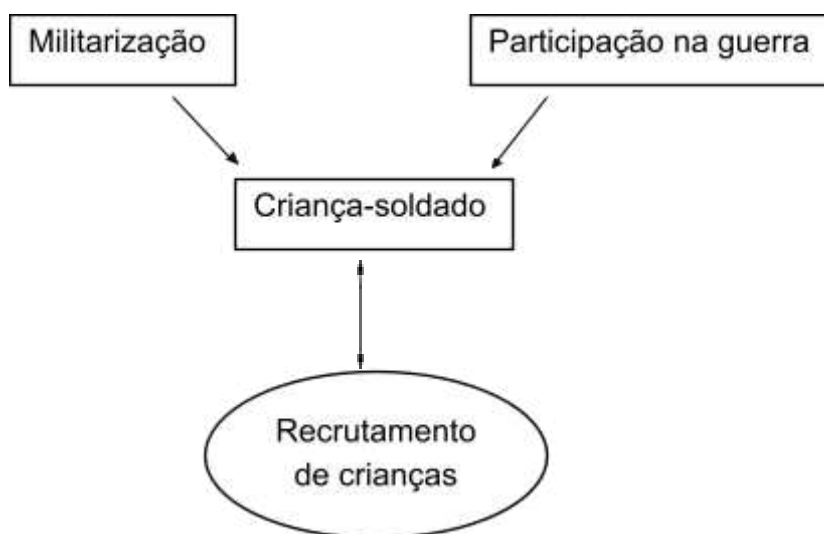 Militarização
Participação na guerra
Criança-soldado
Recrutamento
de crianças